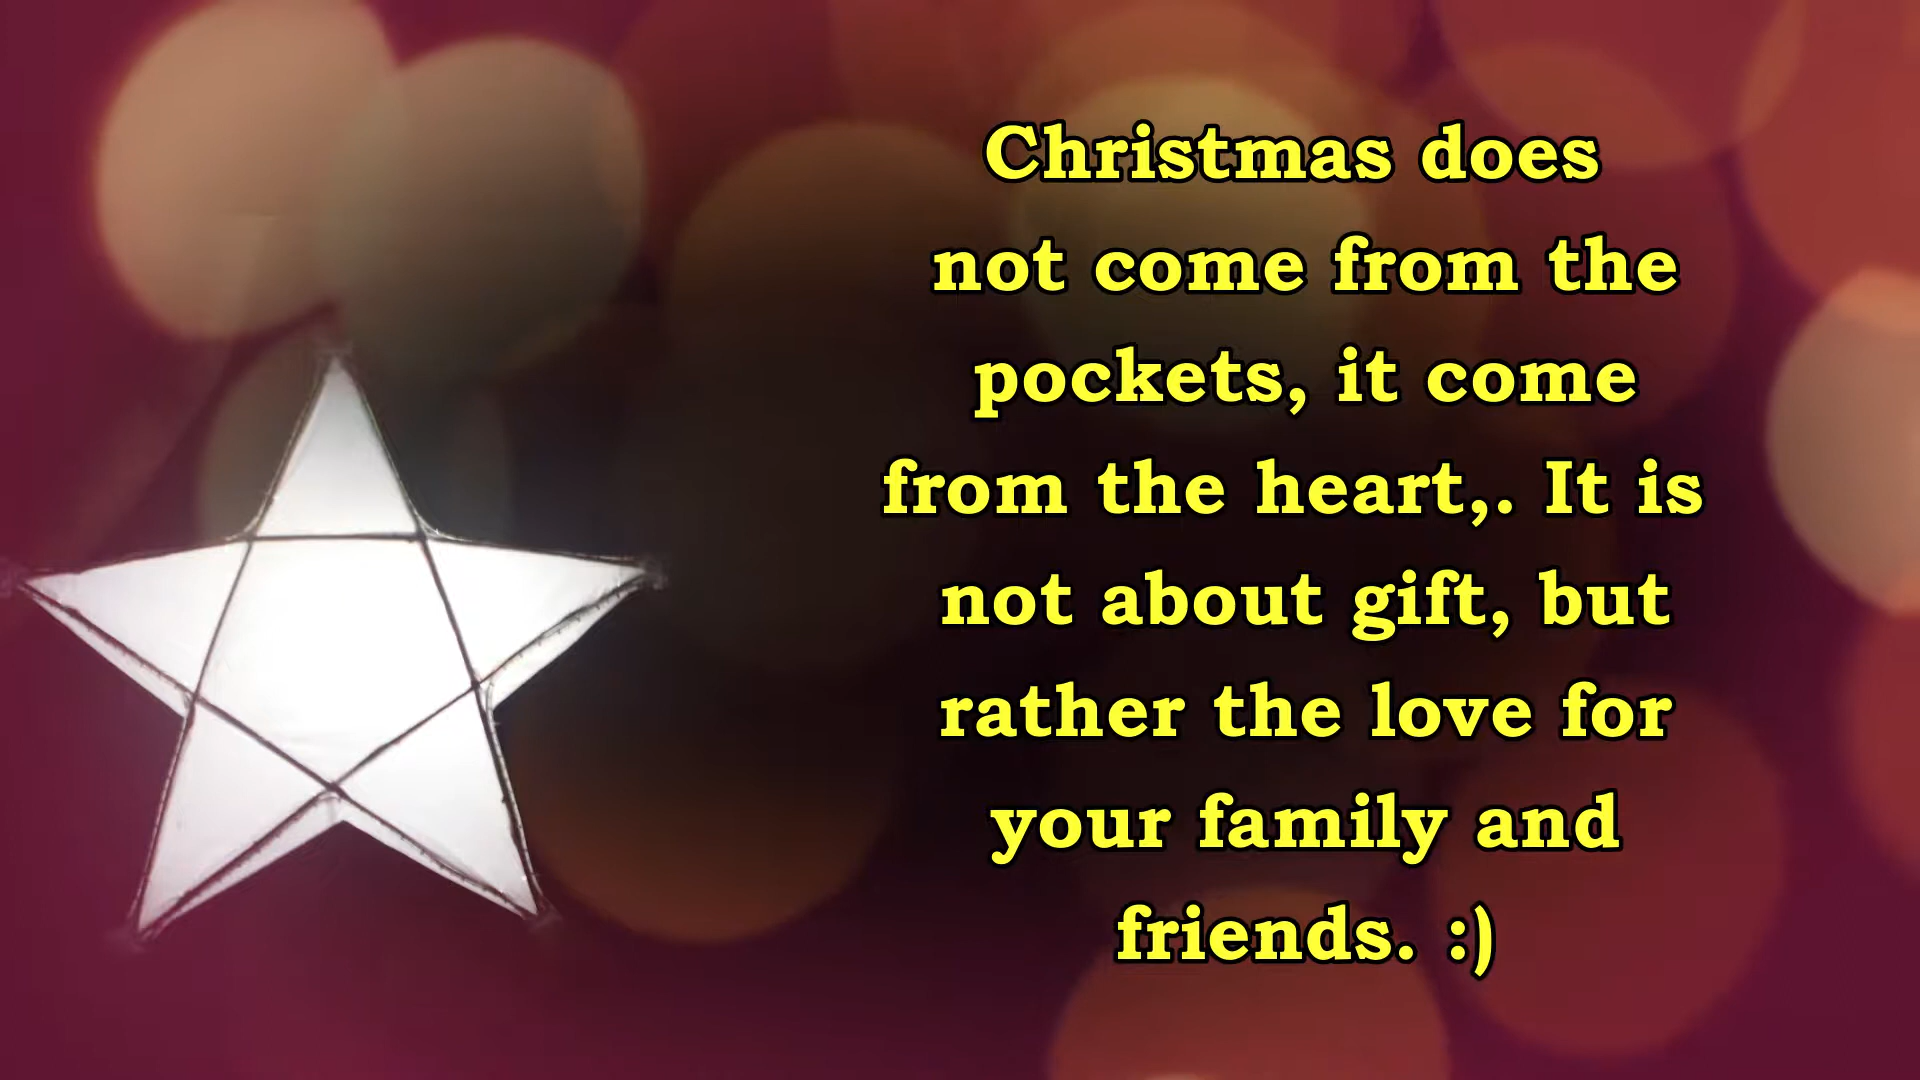 Christmas does
not come from the
pockets, it come
from the heart,. It is
not about gift, but
rather the love for
your family and
friends. :)